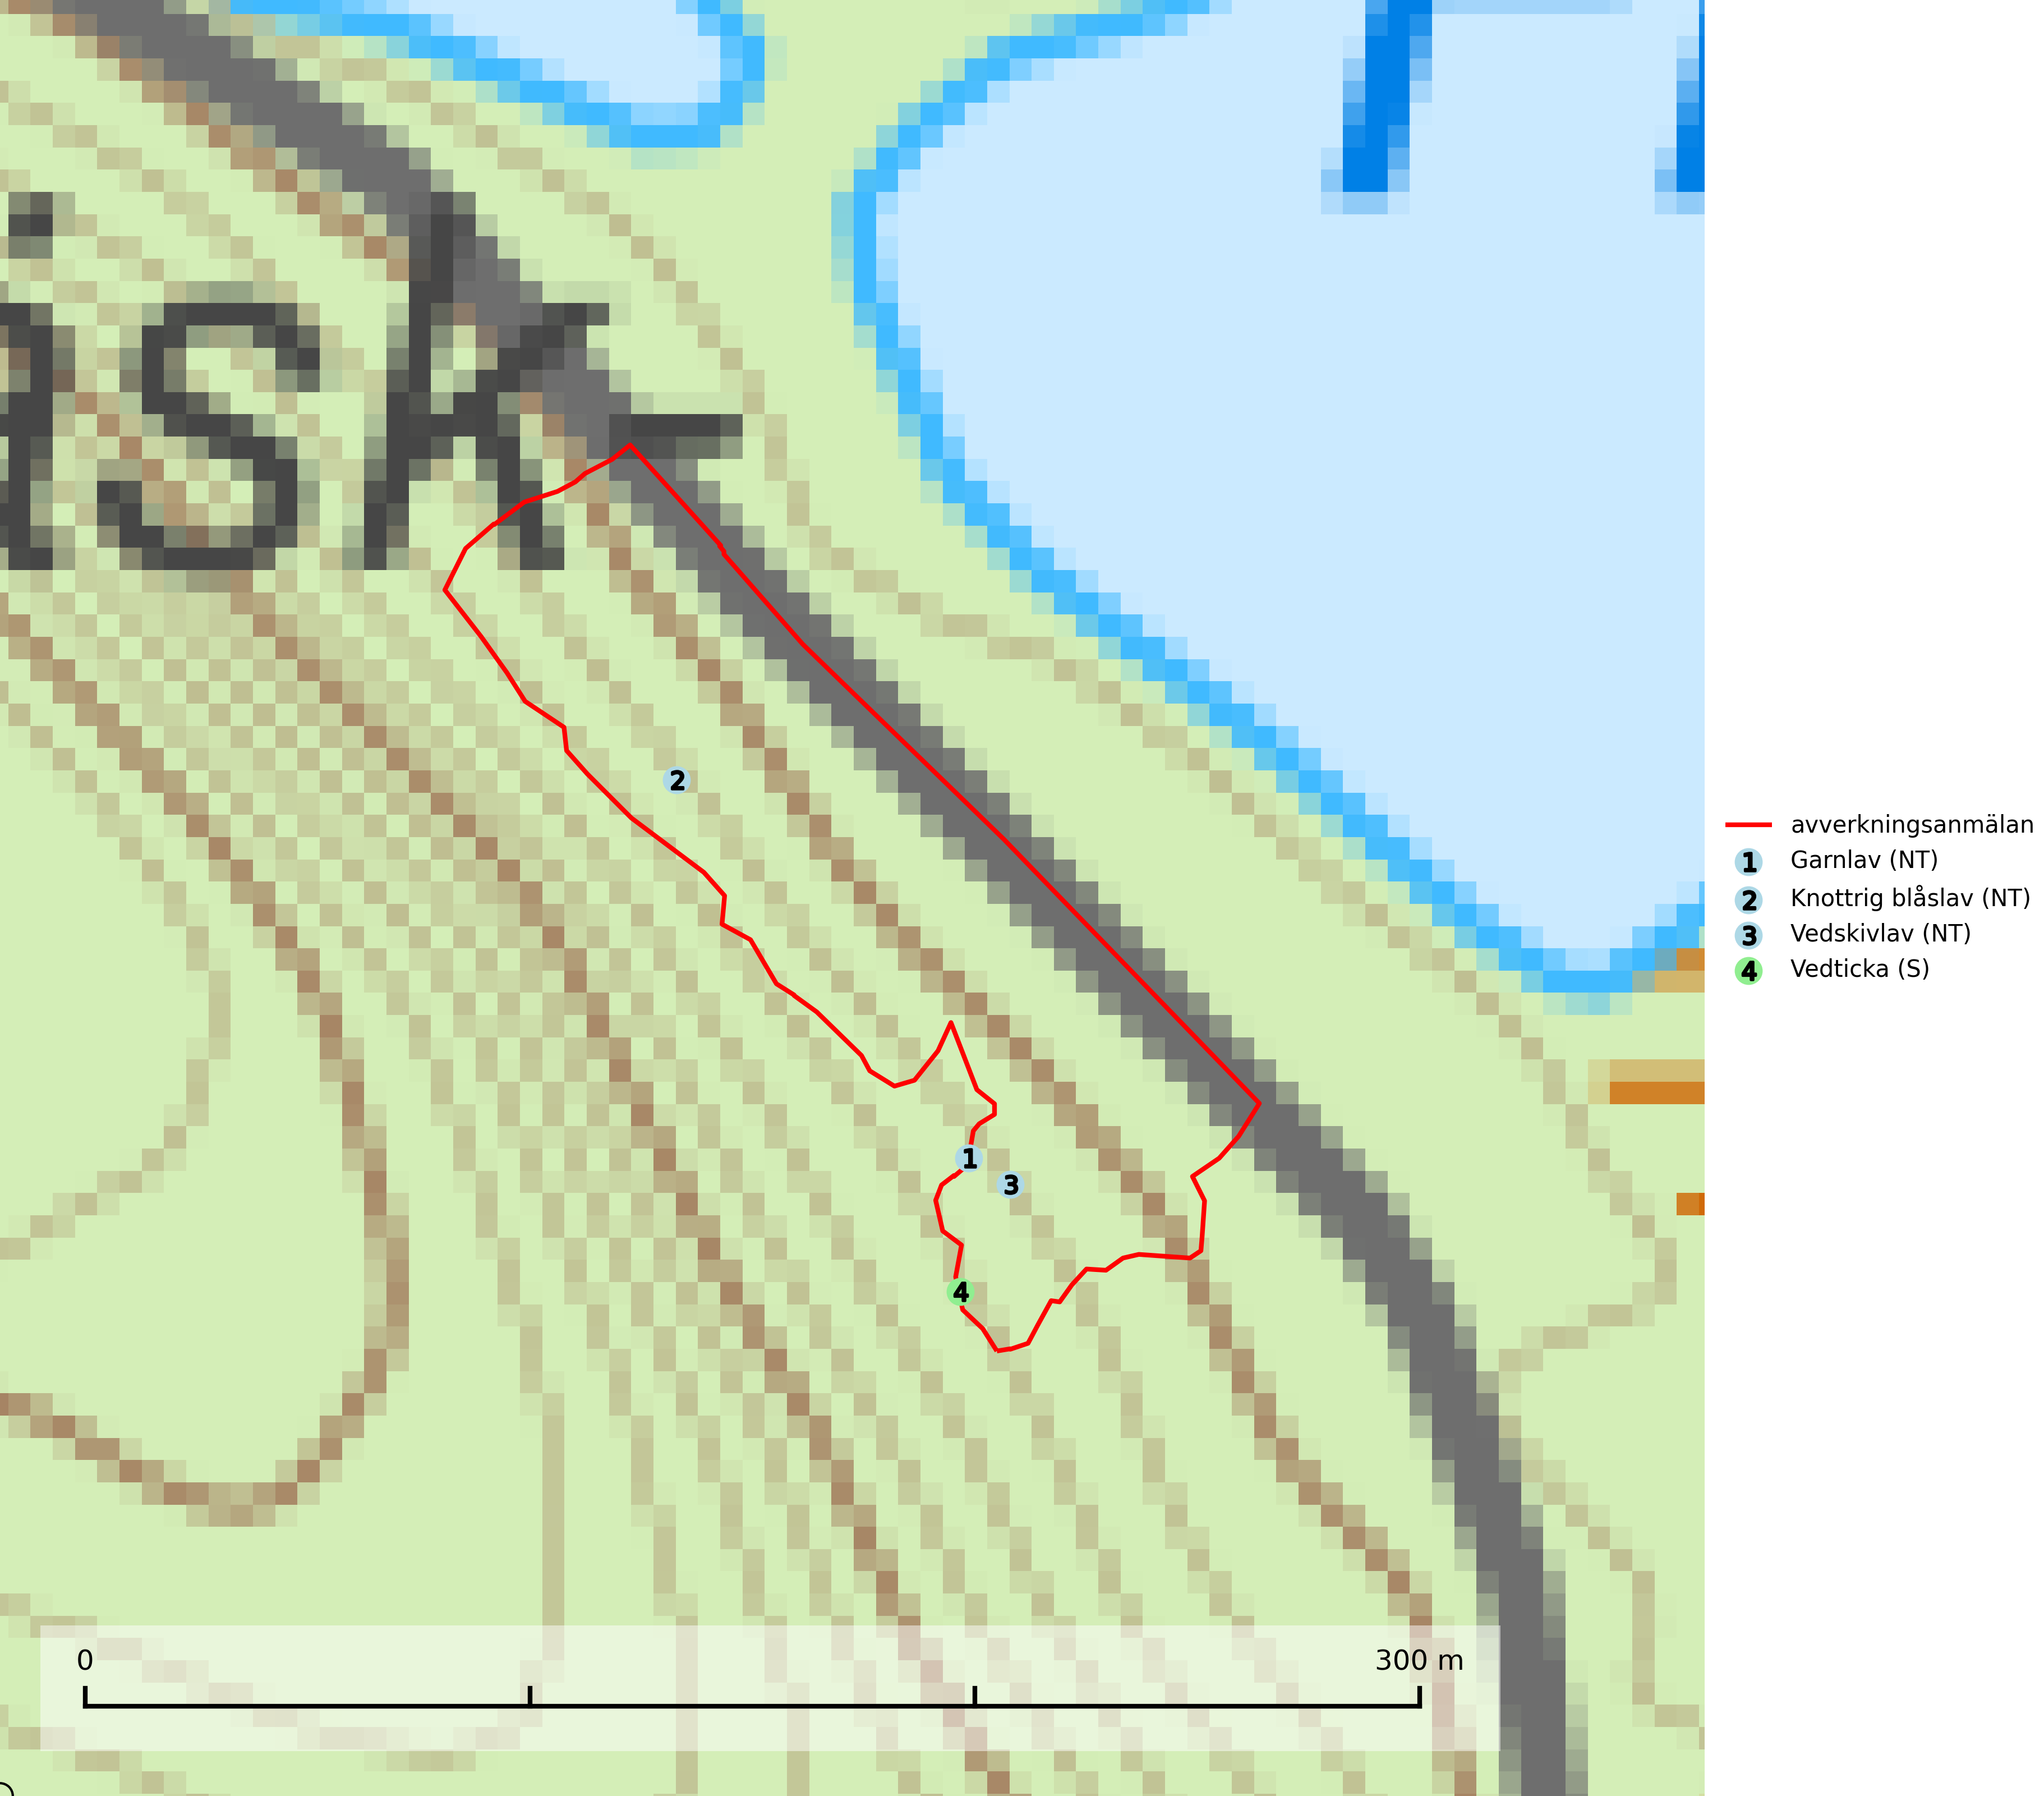 avverkningsanmälan
1 Garnlav (NT)
2 Knottrig blåslav (NT)
3 Vedskivlav (NT)
4 Vedticka (S)
2
1
3
4
0 300 m